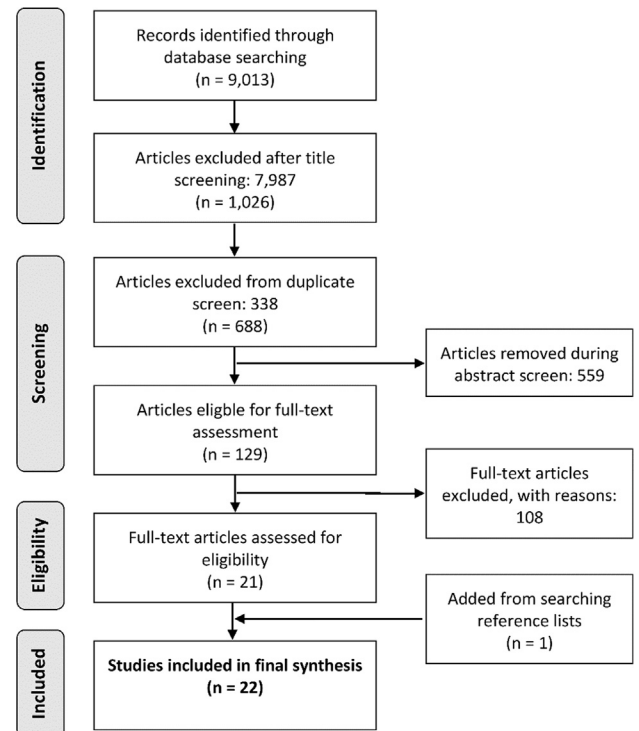 Identification
Records identified through
database searching
(n = 9,013)
Articles excluded after title
screening: 7,987
(n = 1,026)
Screening
Articles excluded from duplicate
screen: 338
(n = 688)
Articles removed during
abstract screen: 559
Articles eligble for full-text
assessment
(n = 129)
Full-text articles
excluded, with reasons:
108
Eligibility
Full-text articles assessed for
eligibility
(n = 21)
Added from searching
reference lists
(n = 1)
Included
Studies included in final synthesis
(n = 22)